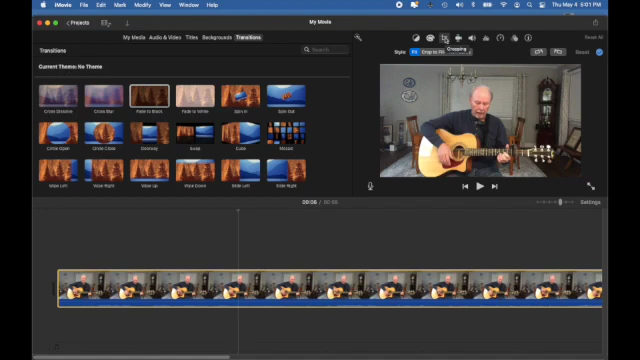 iMovie File Edit Mark Modify View Window Help Thu May 4 5:01 PM
Projects My Movie
My Media Audio & Video Titles Backgrounds Transitions Reset All
Transitions Search Style: Fit Crop to Fill Cropping Reset
Current Theme: No Theme
Cross Dissolve Cross Blur Fade to Black Fade to White Spin In Spin Out
Circle Open Circle Close Doorway Swap Cube Mosaic
Wipe Left Wipe Right Wipe Up Wipe Down Slide Left Slide Right
00:06 / Settings